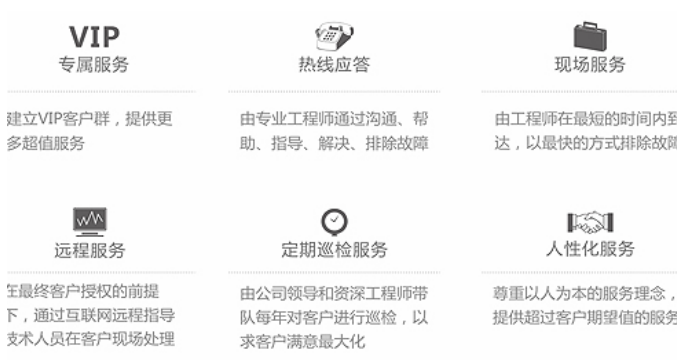 VIP
专属服务
建立VIP客户群，提供更
多超值服务
热线应答
由专业工程师通过沟通、帮
助、指导、解决、排除故障
现场服务
由工程师在最短的时间内到
达，以最快的方式排除故障
远程服务
在最终客户授权的前提
下，通过互联网远程指导
技术人员在客户现场处理
定期巡检服务
由公司领导和资深工程师带
队每年对客户进行巡检，以
求客户满意最大化
人性化服务
尊重以人为本的服务理念，
提供超过客户期望值的服务